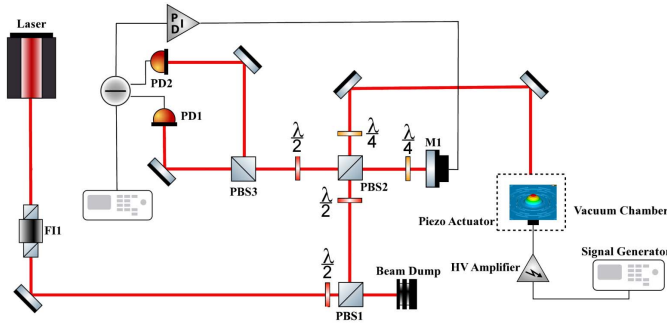 Laser
P
I
D
PD2
PD1
λ/2
λ/4
λ/4
M1
PBS3
PBS2
λ/2
Piezo Actuator
Vacuum Chamber
FI1
HV Amplifier
Signal Generator
λ/2
Beam Dump
PBS1